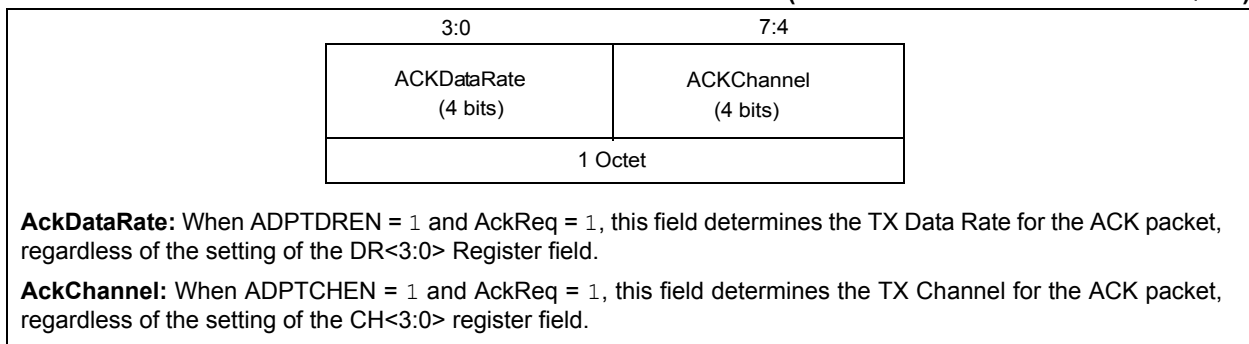 3:0 7:4
ACKDataRate ACKChannel
(4 bits) (4 bits)
1 Octet
AckDataRate: When ADPTDREN = 1 and AckReq = 1, this field determines the TX Data Rate for the ACK packet,
regardless of the setting of the DR<3:0> Register field.
AckChannel: When ADPTCHEN = 1 and AckReq = 1, this field determines the TX Channel for the ACK packet,
regardless of the setting of the CH<3:0> register field.